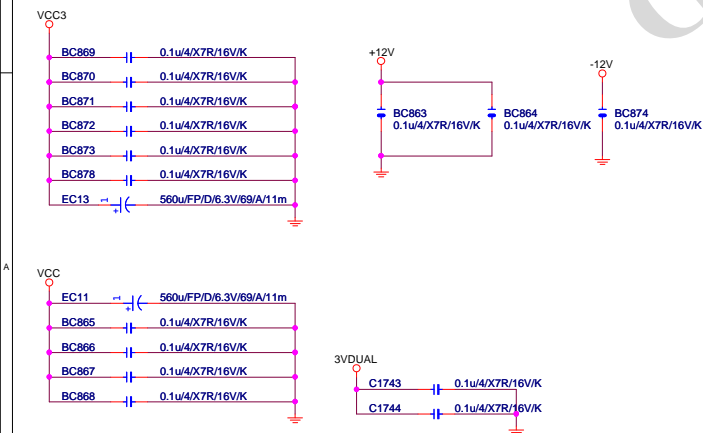 VCC3
BC869 0.1u/4/X7R/16V/K
BC870 0.1u/4/X7R/16V/K
BC871 0.1u/4/X7R/16V/K
BC872 0.1u/4/X7R/16V/K
BC873 0.1u/4/X7R/16V/K
BC878 0.1u/4/X7R/16V/K
EC13 1 + 560u/FP/D/6.3V/69/A/11m
+12V
BC863 0.1u/4/X7R/16V/K
BC864 0.1u/4/X7R/16V/K
-12V
BC874 0.1u/4/X7R/16V/K
A
VCC
EC11 1 + 560u/FP/D/6.3V/69/A/11m
BC865 0.1u/4/X7R/16V/K
BC866 0.1u/4/X7R/16V/K
BC867 0.1u/4/X7R/16V/K
BC868 0.1u/4/X7R/16V/K
3VDUAL
C1743 0.1u/4/X7R/16V/K
C1744 0.1u/4/X7R/16V/K